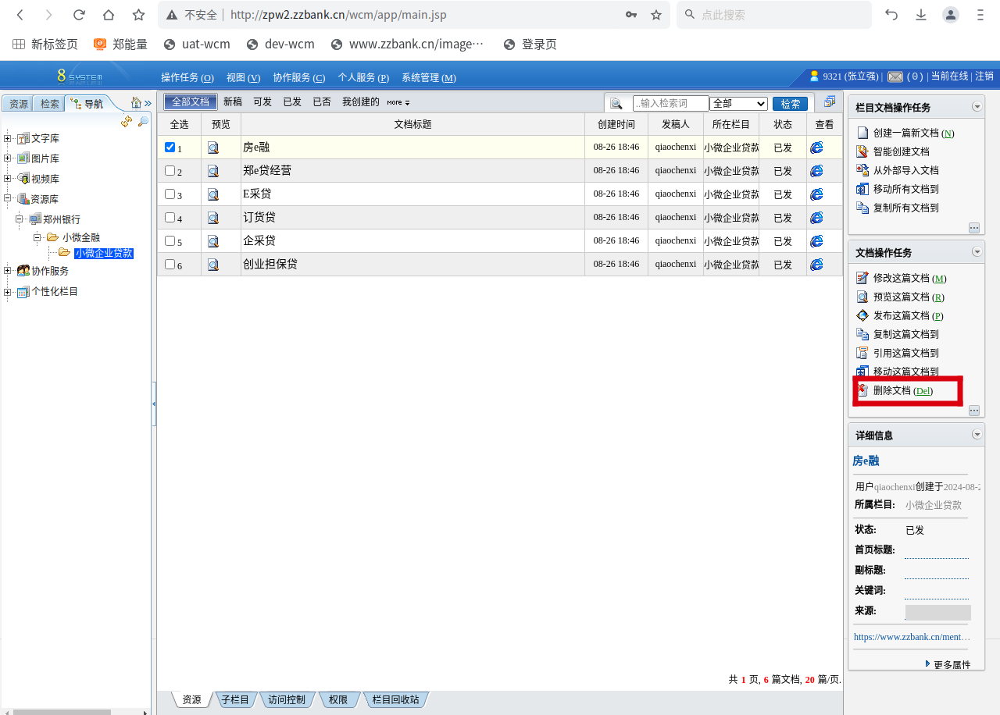 不安全 http://zpw2.zzbank.cn/wcm/app/main.jsp 点此搜索
新标签页 郑能量 uat-wcm dev-wcm www.zzbank.cn/image… 登录页
8 SYSTEM 操作任务 (O) 视图 (V) 协作服务 (C) 个人服务 (P) 系统管理 (M) 9321 (张立强) | (0) | 当前在线 | 注销
资源 检索 导航 »
文字库
图片库
视频库
资源库
郑州银行
小微金融
小微企业贷款
协作服务
个性化栏目
全部文档 新稿 可发 已发 已否 我创建的 More ..输入检索词 全部 检索
全选 预览 文档标题 创建时间 发稿人 所在栏目 状态 查看
1 房e融 08-26 18:46 qiaochenxi 小微企业贷款 已发
2 郑e贷经营 08-26 18:46 qiaochenxi 小微企业贷款 已发
3 E采贷 08-26 18:46 qiaochenxi 小微企业贷款 已发
4 订货贷 08-26 18:46 qiaochenxi 小微企业贷款 已发
5 企采贷 08-26 18:46 qiaochenxi 小微企业贷款 已发
6 创业担保贷 08-26 18:46 qiaochenxi 小微企业贷款 已发
共 1 页, 6 篇文档, 20 篇/页.
资源 子栏目 访问控制 权限 栏目回收站
栏目文档操作任务
创建一篇新文档 (N)
智能创建文档
从外部导入文档
移动所有文档到
复制所有文档到
文档操作任务
修改这篇文档 (M)
预览这篇文档 (R)
发布这篇文档 (P)
复制这篇文档到
引用这篇文档到
移动这篇文档到
删除文档 (Del)
详细信息
房e融
用户qiaochenxi创建于2024-08-2
所属栏目: 小微企业贷款
状态: 已发
首页标题:
副标题:
关键词:
来源:
https://www.zzbank.cn/ment…
更多属性